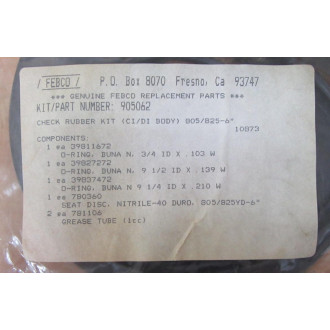 FEBCO P.O. Box 8070 Fresno, Ca 93747
*** GENUINE FEBCO REPLACEMENT PARTS ***
KIT/PART NUMBER: 905062
CHECK RUBBER KIT (CI/DI BODY) 805/825-6"
10873
COMPONENTS:
1 ea 39811672
O-RING, BUNA N, 3/4 ID X .103 W
1 ea 39827272
O-RING, BUNA N, 9 1/2 ID X .139 W
1 ea 39837472
O-RING, BUNA N 9 1/4 ID X .210 W
1 ea 780360
SEAT DISC, NITRILE-40 DURO, 805/825YD-6"
2 ea 781106
GREASE TUBE (1cc)